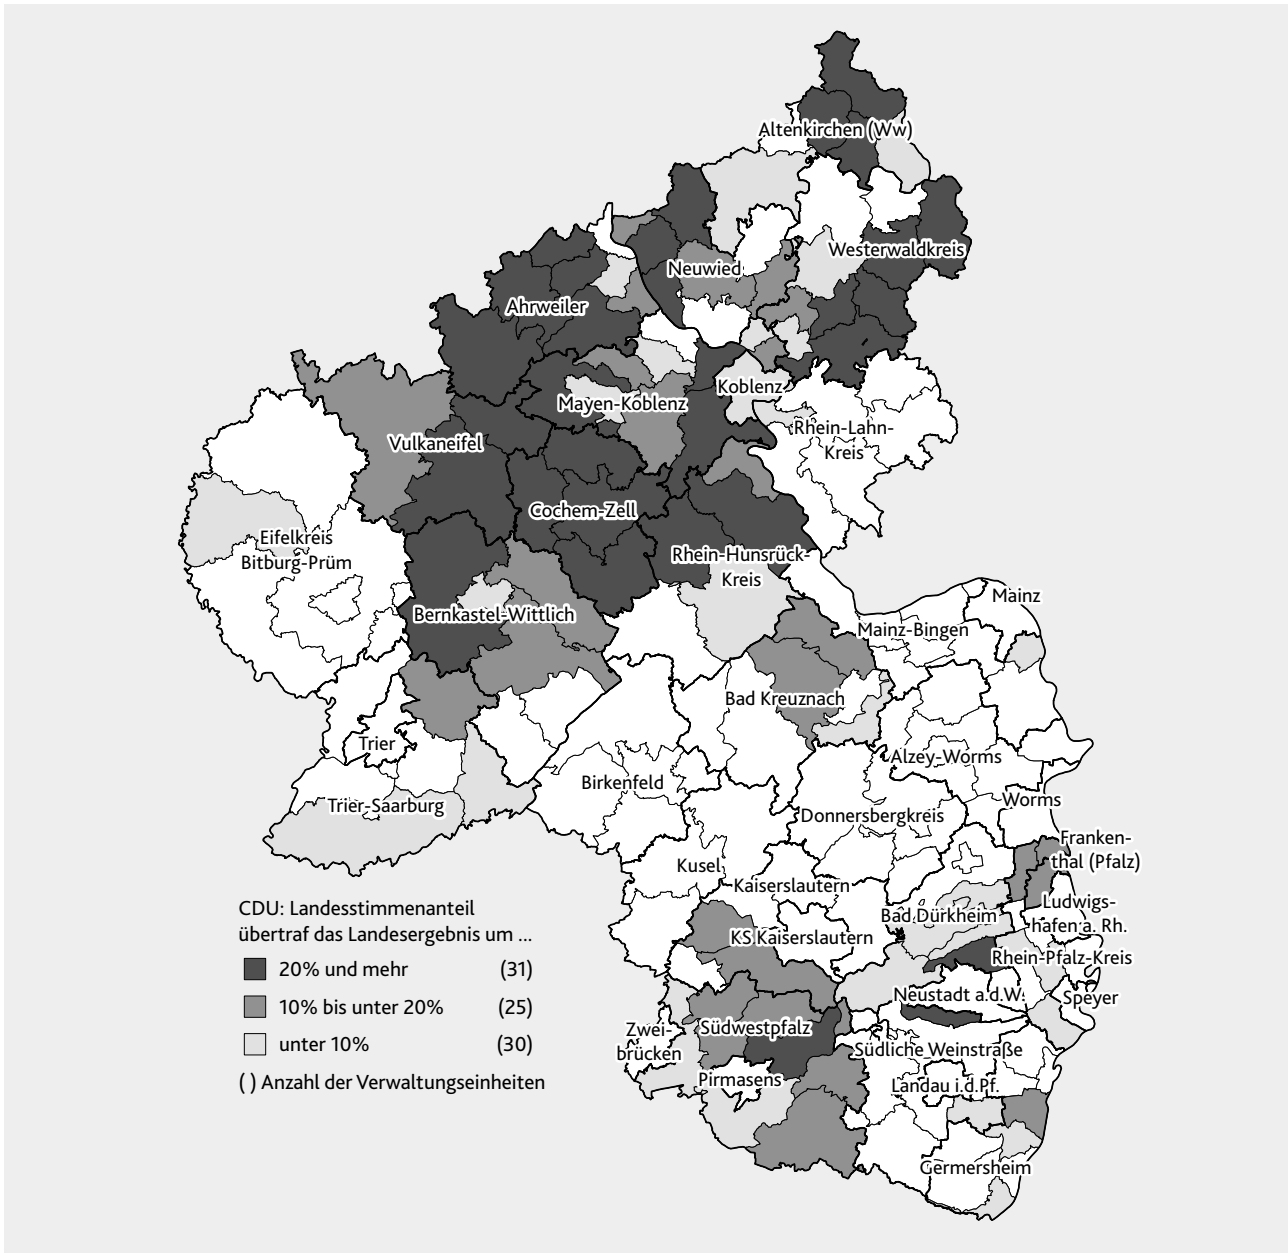 Altenkirchen (Ww)
Westerwaldkreis
Neuwied
Ahrweiler
Koblenz
Mayen-Koblenz
Rhein-Lahn-
Kreis
Vulkaneifel
Cochem-Zell
Eifelkreis
Bitburg-Prüm
Rhein-Hunsrück-
Kreis
Mainz
Bernkastel-Wittlich
Mainz-Bingen
Bad Kreuznach
Trier
Alzey-Worms
Birkenfeld
Trier-Saarburg
Worms
Donnersbergkreis
Franken-
thal (Pfalz)
Kusel
Kaiserslautern
Ludwigs-
hafen a. Rh.
Bad Dürkheim
KS Kaiserslautern
Rhein-Pfalz-Kreis
Neustadt a.d.W.
Speyer
Südwestpfalz
Zwei-
brücken
Südliche Weinstraße
Pirmasens
Landau i.d.Pf.
Germersheim
CDU: Landesstimmenanteil
übertraf das Landesergebnis um ...
20% und mehr (31)
10% bis unter 20% (25)
unter 10% (30)
( ) Anzahl der Verwaltungseinheiten